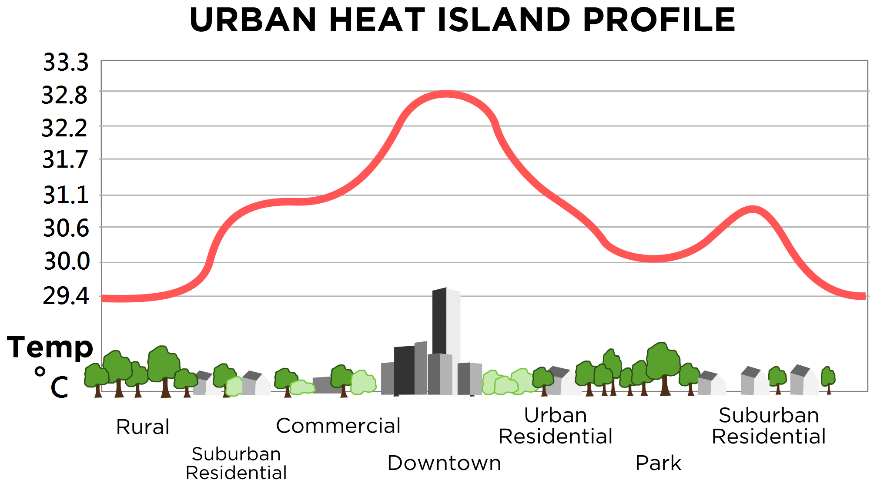 URBAN HEAT ISLAND PROFILE
33.3
32.8
32.2
31.7
31.1
30.6
30.0
29.4
Temp
°C
Rural
Suburban
Residential
Commercial
Downtown
Urban
Residential
Park
Suburban
Residential